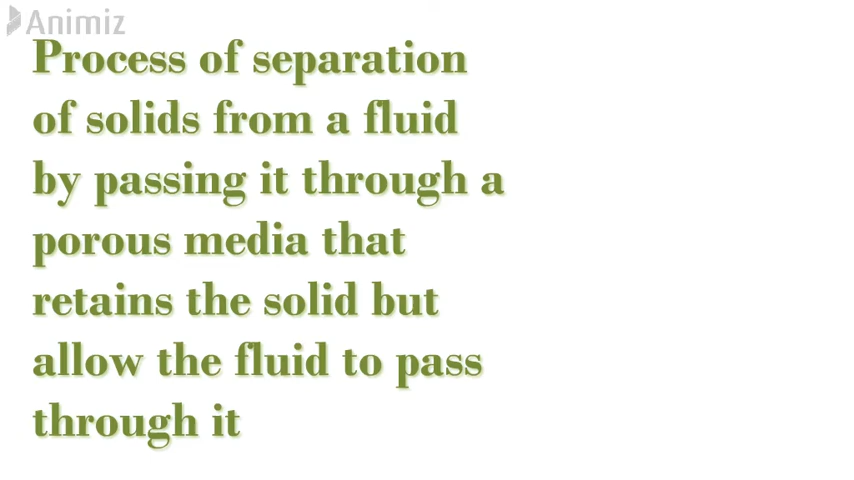 Animiz
Process of separation
of solids from a fluid
by passing it through a
porous media that
retains the solid but
allow the fluid to pass
through it